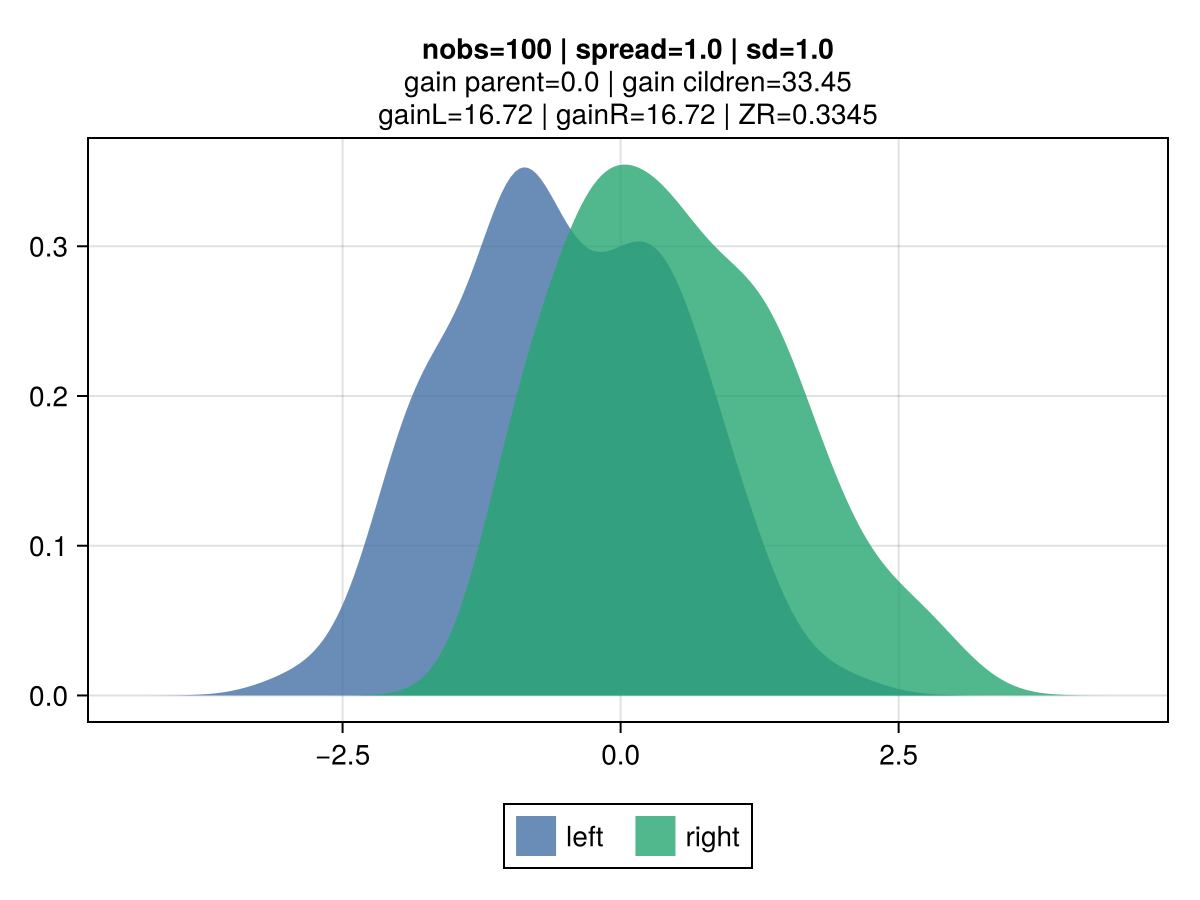 nobs=100 | spread=1.0 | sd=1.0
gain parent=0.0 | gain cildren=33.45
gainL=16.72 | gainR=16.72 | ZR=0.3345
0.3
0.2
0.1
0.0
−2.5 0.0 2.5
left right